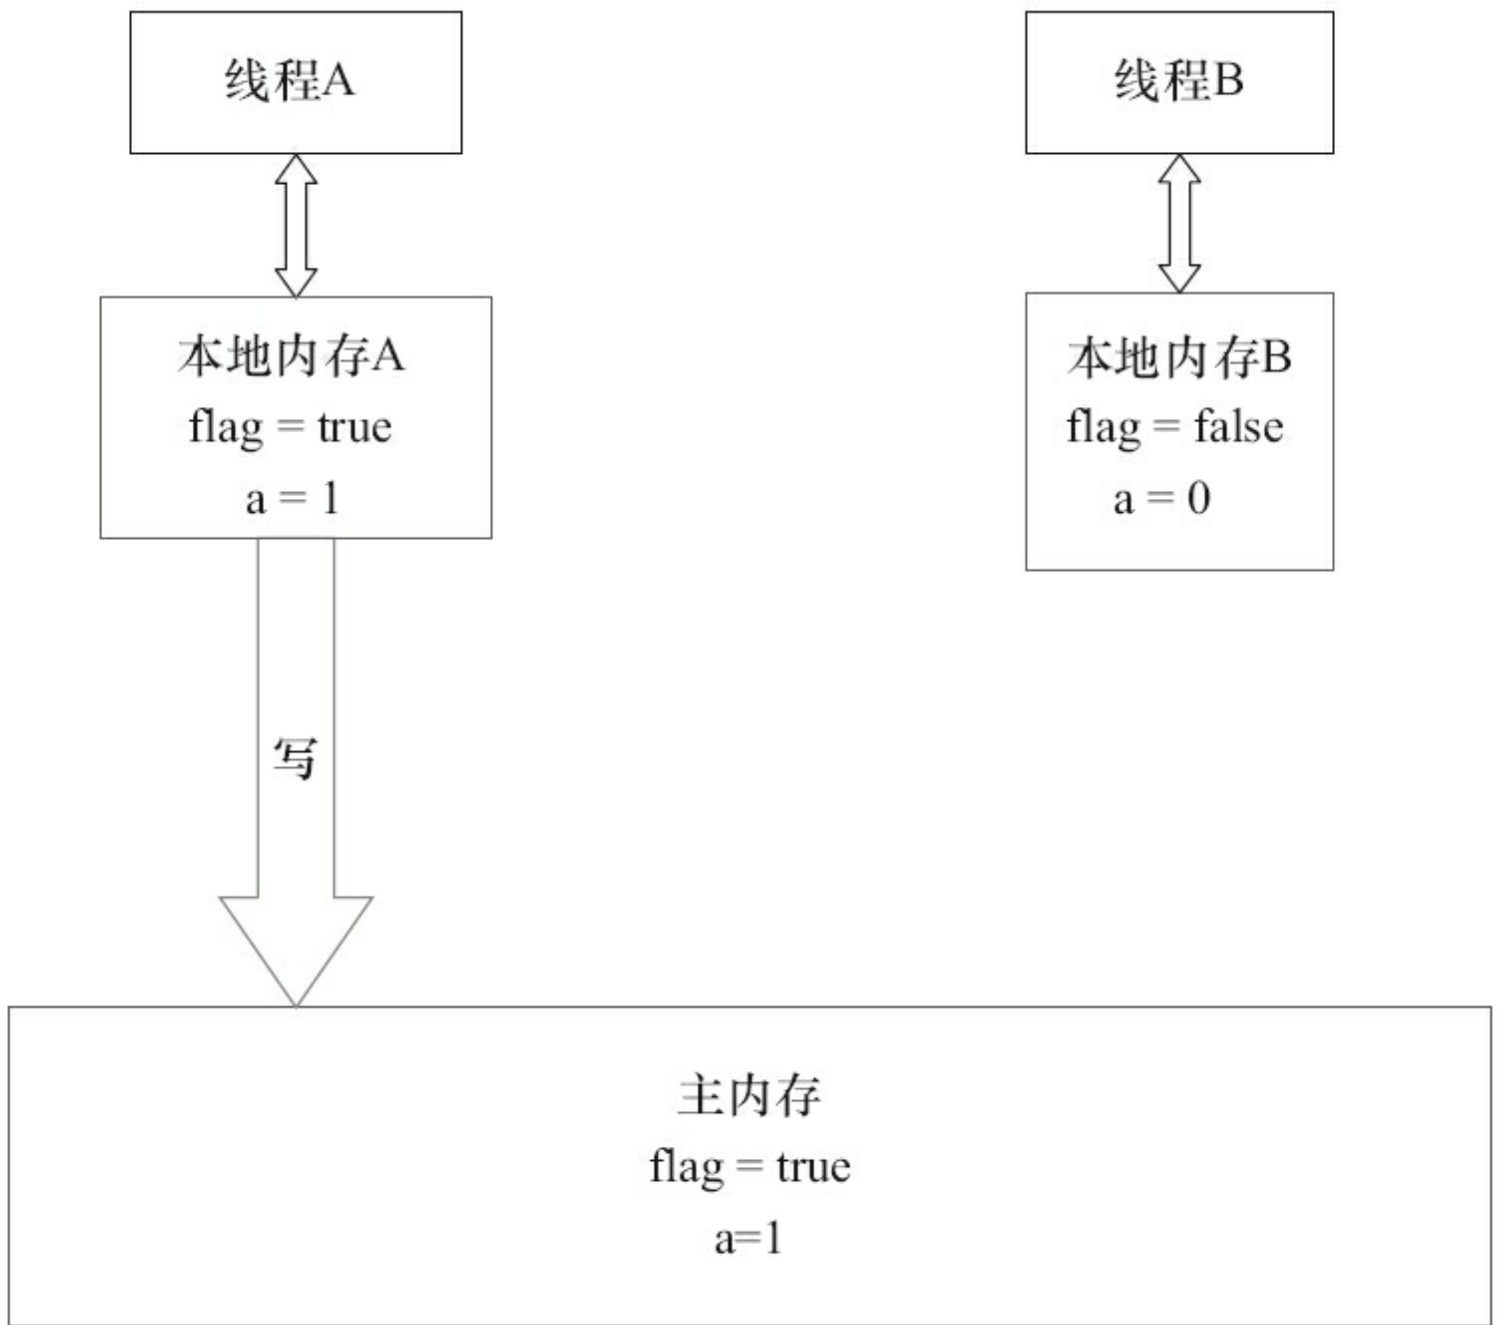 线程A
线程B
本地内存A
flag = true
a = 1
本地内存B
flag = false
a = 0
写
主内存
flag = true
a=1